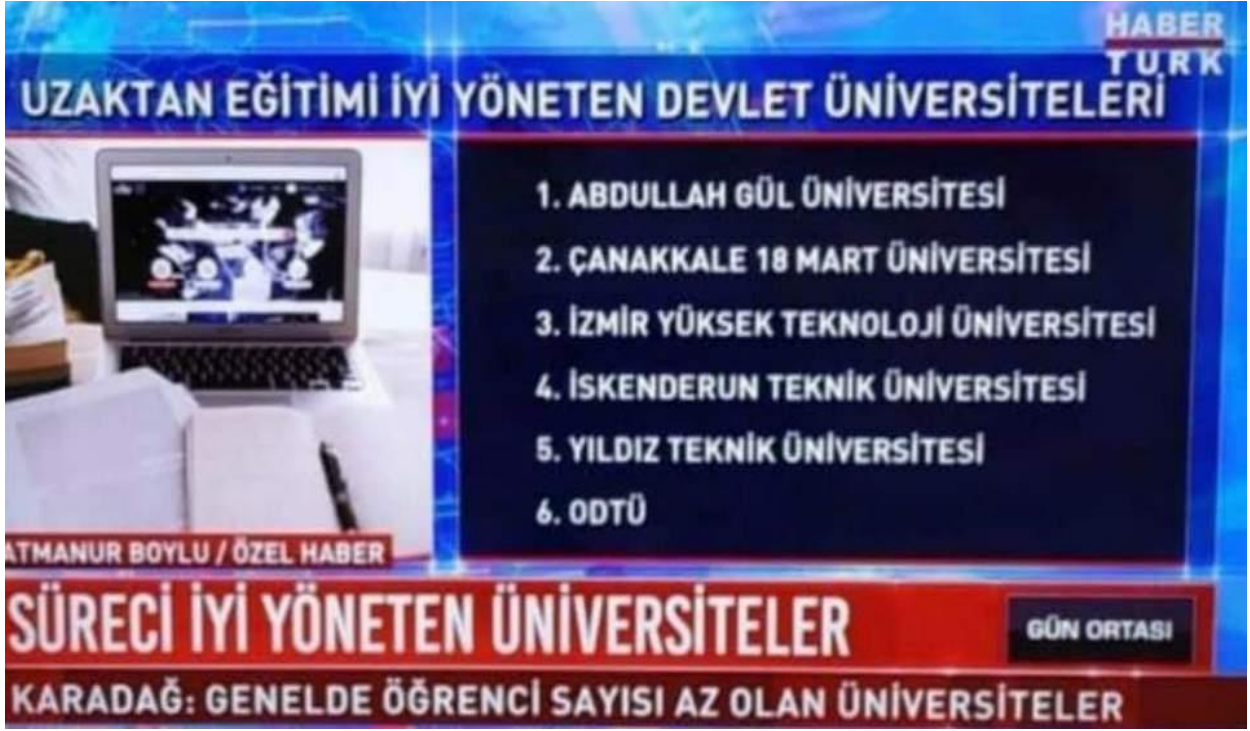 HABER
TURK
UZAKTAN EĞİTİMİ İYİ YÖNETEN DEVLET ÜNİVERSİTELERİ
1. ABDULLAH GÜL ÜNİVERSİTESİ
2. ÇANAKKALE 18 MART ÜNİVERSİTESİ
3. İZMİR YÜKSEK TEKNOLOJİ ÜNİVERSİTESİ
4. İSKENDERUN TEKNİK ÜNİVERSİTESİ
5. YILDIZ TEKNİK ÜNİVERSİTESİ
6. ODTÜ
ATMANUR BOYLU / ÖZEL HABER
SÜRECİ İYİ YÖNETEN ÜNİVERSİTELER
GÜN ORTASI
KARADAĞ: GENELDE ÖĞRENCİ SAYISI AZ OLAN ÜNİVERSİTELER